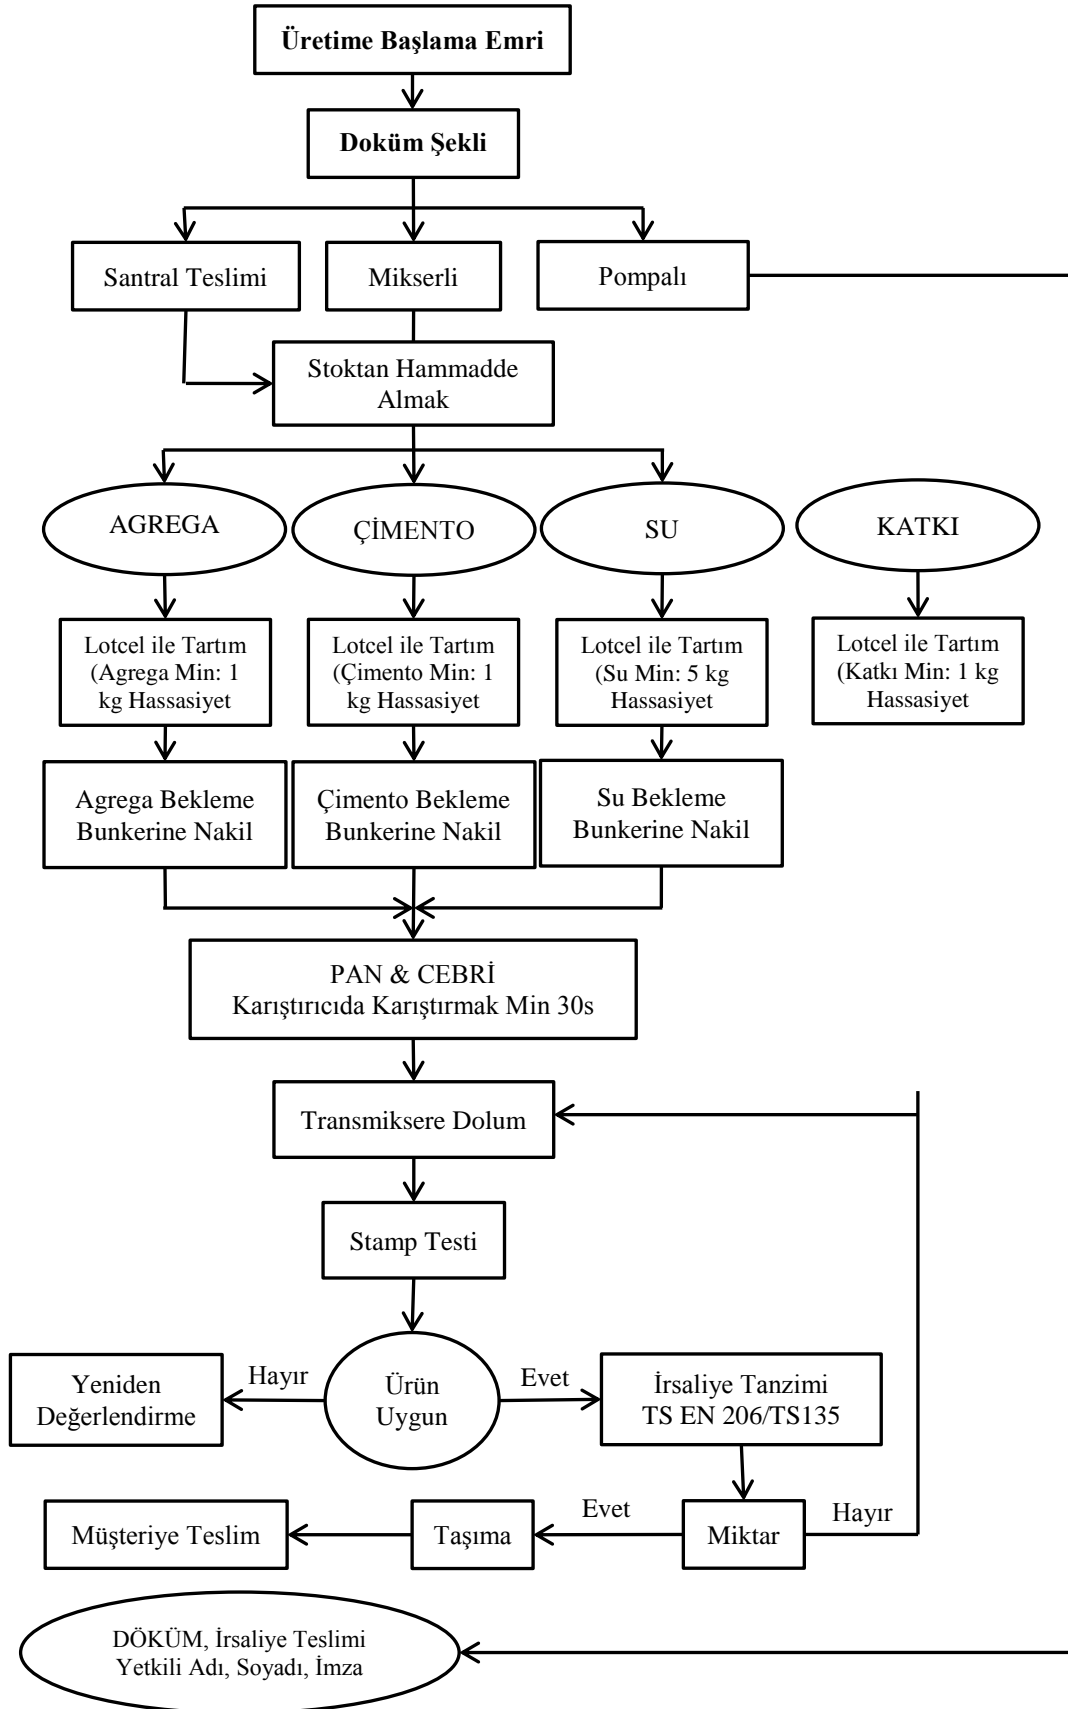 Üretime Başlama Emri
Doküm Şekli
Santral Teslimi
Mikserli
Pompalı
Stoktan Hammadde
Almak
AGREGA
ÇİMENTO
SU
KATKI
Lotcel ile Tartım
(Agrega Min: 1
kg Hassasiyet
Lotcel ile Tartım
(Çimento Min: 1
kg Hassasiyet
Lotcel ile Tartım
(Su Min: 5 kg
Hassasiyet
Lotcel ile Tartım
(Katkı Min: 1 kg
Hassasiyet
Agrega Bekleme
Bunkerine Nakil
Çimento Bekleme
Bunkerine Nakil
Su Bekleme
Bunkerine Nakil
PAN & CEBRİ
Karıştırıcıda Karıştırmak Min 30s
Transmiksere Dolum
Stamp Testi
Ürün
Uygun
Hayır
Yeniden
Değerlendirme
Evet
İrsaliye Tanzimi
TS EN 206/TS135
Miktar
Hayır
Evet
Taşıma
Müşteriye Teslim
DÖKÜM, İrsaliye Teslimi
Yetkili Adı, Soyadı, İmza